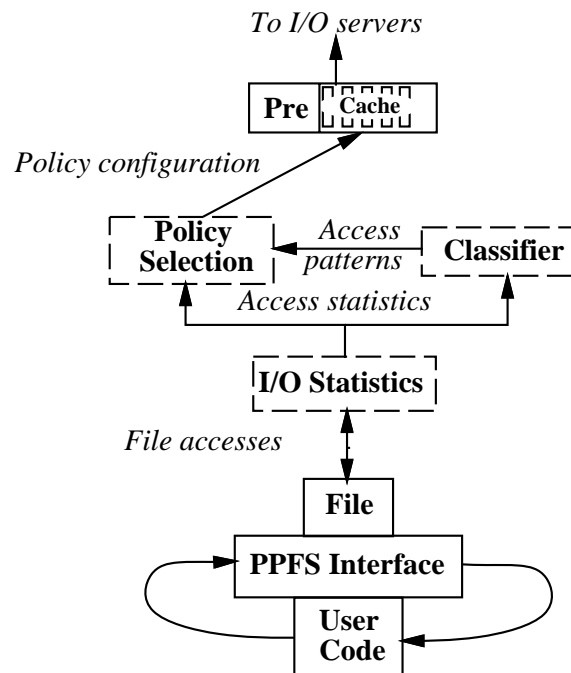 To I/O servers
Pre
Cache
Policy configuration
Policy
Selection
Access
patterns
Classifier
Access statistics
I/O Statistics
File accesses
File
PPFS Interface
User
Code